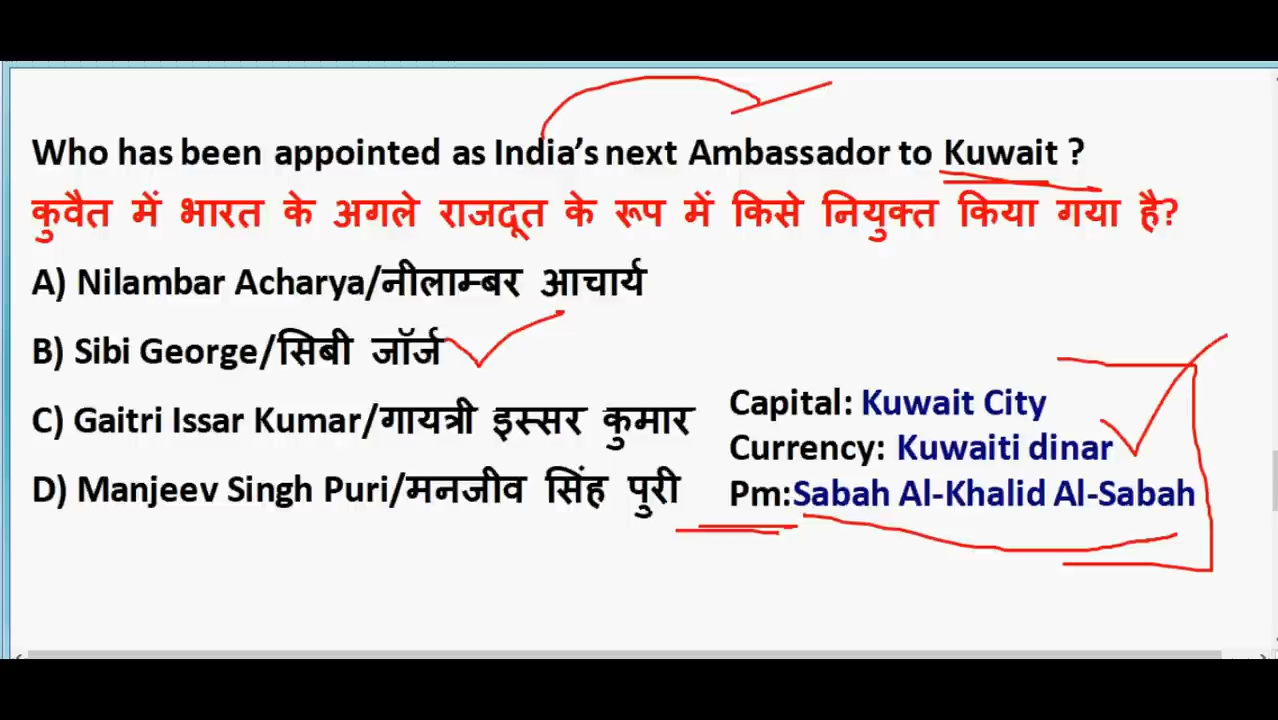 Who has been appointed as India's next Ambassador to Kuwait ?
कुवैत में भारत के अगले राजदूत के रूप में किसे नियुक्त किया गया है?
A) Nilambar Acharya/नीलाम्बर आचार्य
B) Sibi George/सिबी जॉर्ज
C) Gaitri Issar Kumar/गायत्री इस्सर कुमार
D) Manjeev Singh Puri/मनजीव सिंह पुरी
Capital: Kuwait City
Currency: Kuwaiti dinar
Pm:Sabah Al-Khalid Al-Sabah